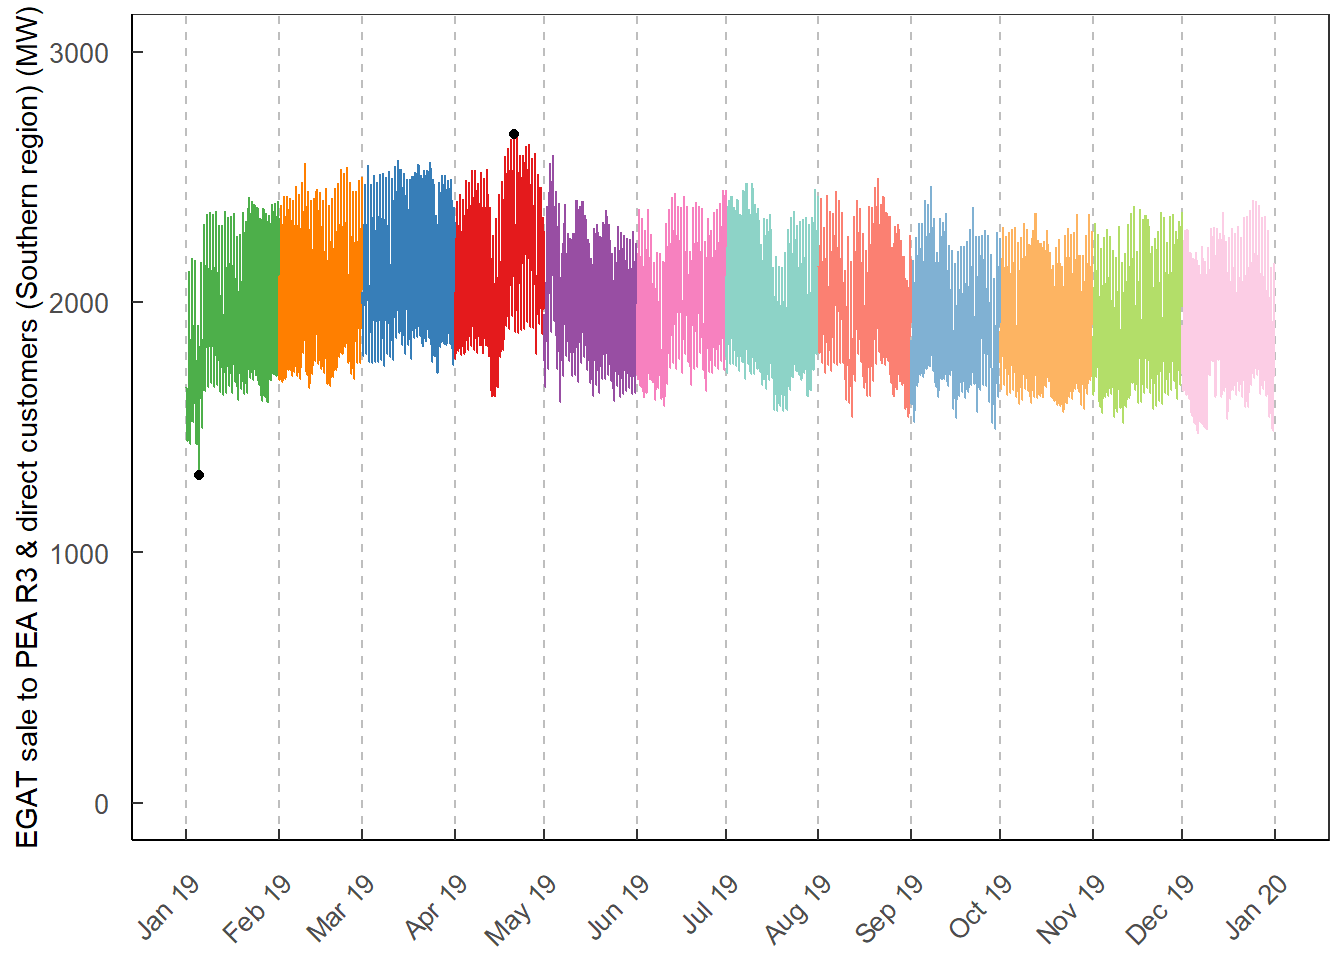 EGAT sale to PEA R3 & direct customers (Southern region) (MW)
3000
2000
1000
0
Jan 19
Feb 19
Mar 19
Apr 19
May 19
Jun 19
Jul 19
Aug 19
Sep 19
Oct 19
Nov 19
Dec 19
Jan 20